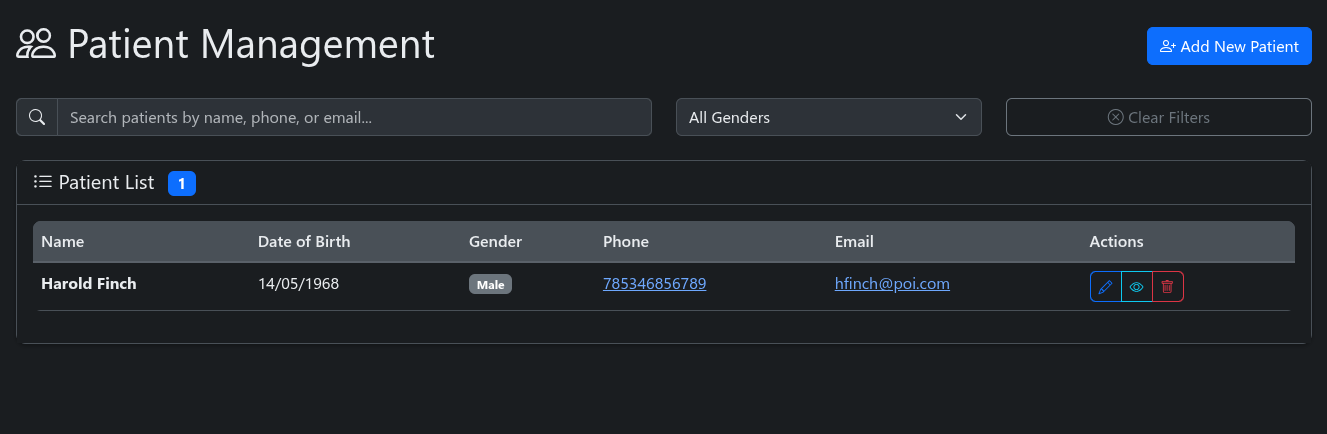 Patient Management
Add New Patient
Search patients by name, phone, or email...
All Genders
Clear Filters
Patient List 1
Name Date of Birth Gender Phone Email Actions
Harold Finch 14/05/1968 Male 785346856789 hfinch@poi.com